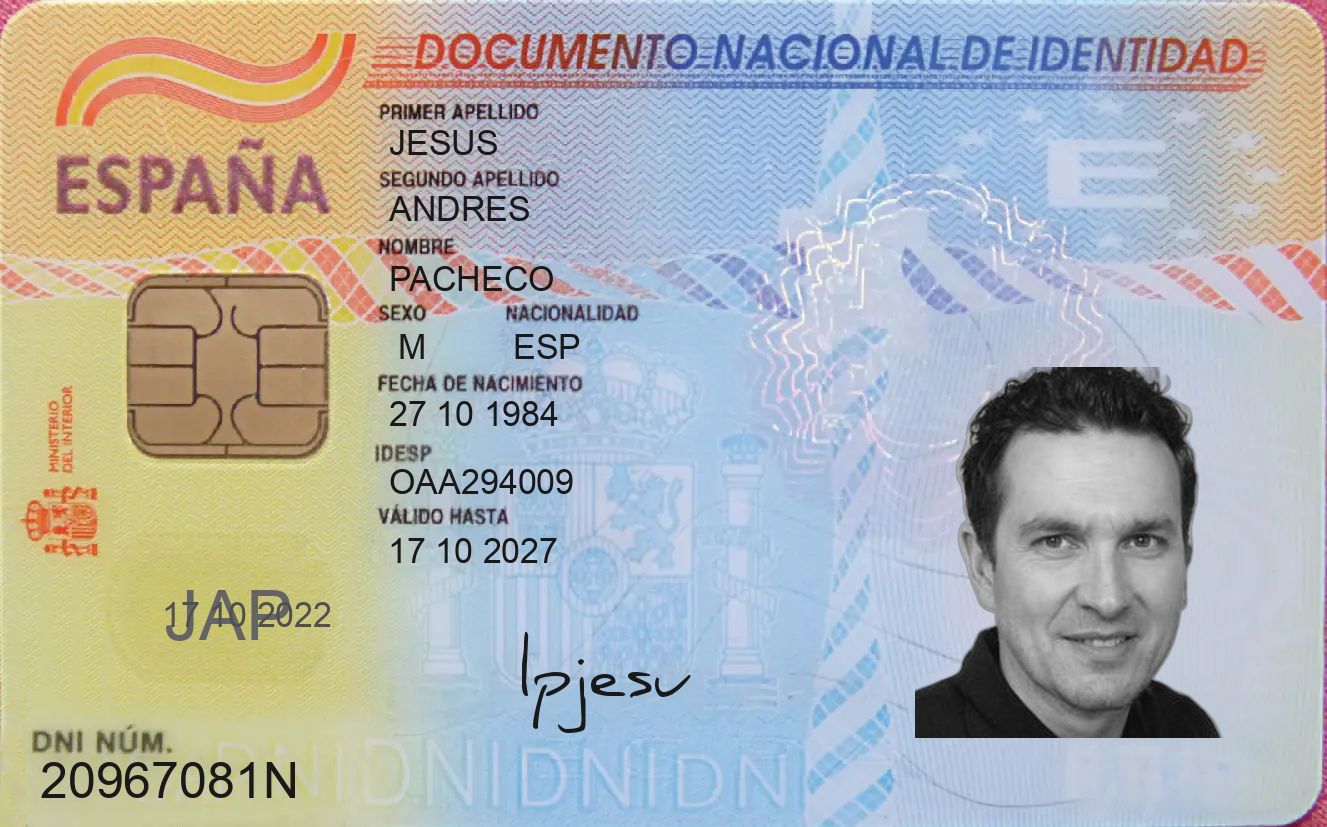 DOCUMENTO NACIONAL DE IDENTIDAD
ESPAÑA
PRIMER APELLIDO
JESUS
SEGUNDO APELLIDO
ANDRES
NOMBRE
PACHECO
SEXO NACIONALIDAD
M ESP
FECHA DE NACIMIENTO
27 10 1984
IDESP
OAA294009
VÁLIDO HASTA
17 10 2027
MINISTERIO
DEL INTERIOR
E
JAP
17 10 2022
lpjesu
DNI NÚM.
20967081N
DNIDNIDNIDNI